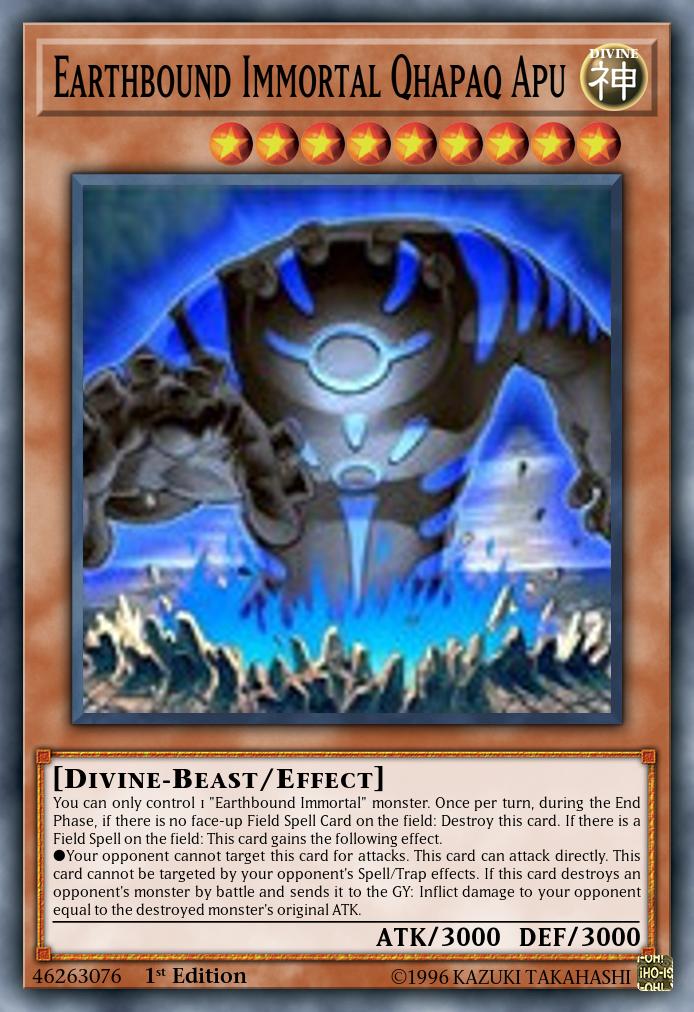 EARTHBOUND IMMORTAL QHAPAQ APU
DIVINE
神
[DIVINE-BEAST/EFFECT]
You can only control 1 "Earthbound Immortal" monster. Once per turn, during the End
Phase, if there is no face-up Field Spell Card on the field: Destroy this card. If there is a
Field Spell on the field: This card gains the following effect.
●Your opponent cannot target this card for attacks. This card can attack directly. This
card cannot be targeted by your opponent's Spell/Trap effects. If this card destroys an
opponent's monster by battle and sends it to the GY: Inflict damage to your opponent
equal to the destroyed monster's original ATK.
ATK/3000 DEF/3000
46263076 1st Edition ©1996 KAZUKI TAKAHASHI